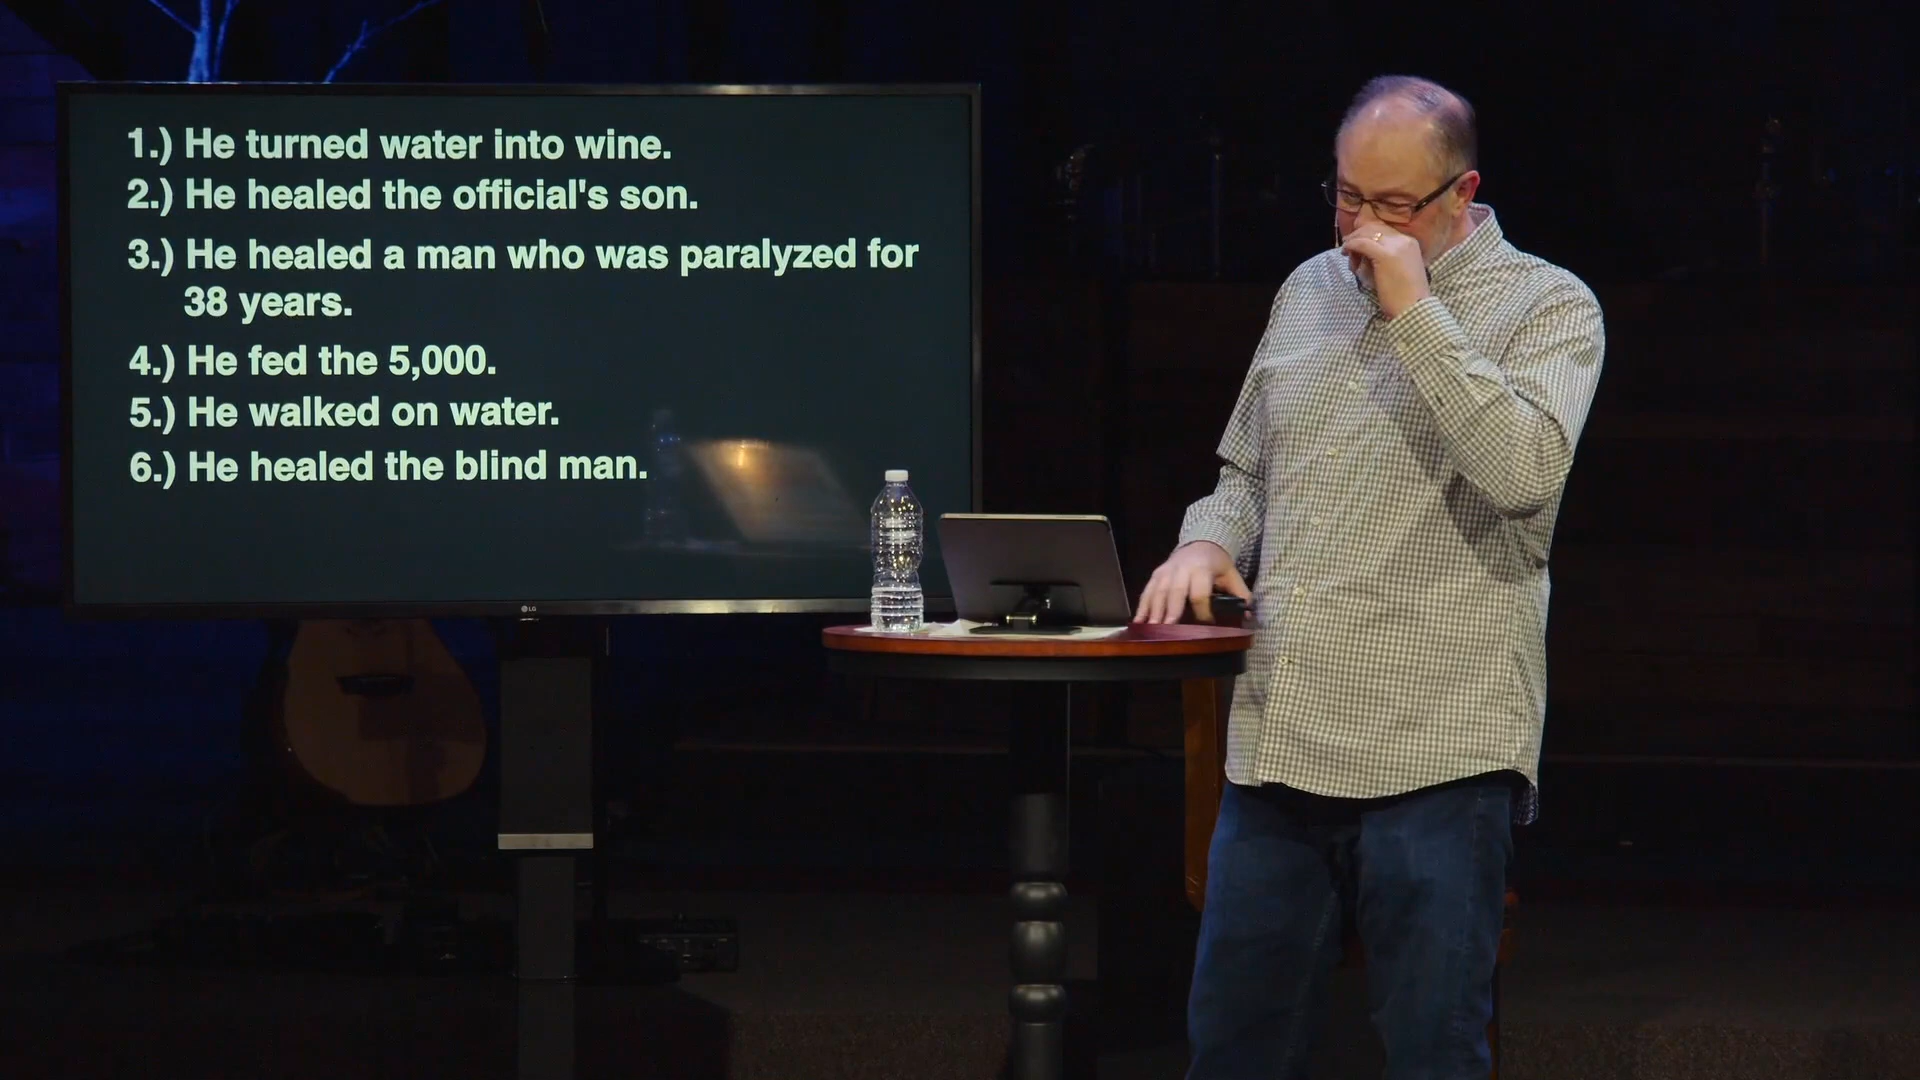 1.) He turned water into wine.
2.) He healed the official's son.
3.) He healed a man who was paralyzed for
38 years.
4.) He fed the 5,000.
5.) He walked on water.
6.) He healed the blind man.
LG